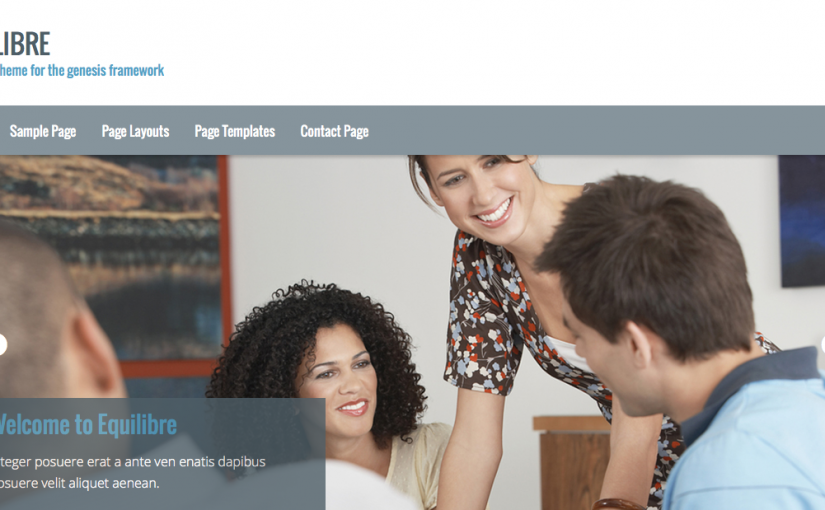 LIBRE
heme for the genesis framework
Sample Page Page Layouts Page Templates Contact Page
Welcome to Equilibre
teger posuere erat a ante ven enatis dapibus
osuere velit aliquet aenean.